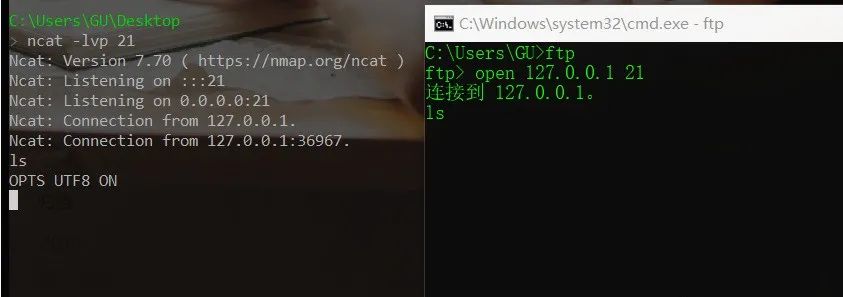 C:\Users\GU\Desktop
> ncat -lvp 21
Ncat: Version 7.70 ( https://nmap.org/ncat )
Ncat: Listening on :::21
Ncat: Listening on 0.0.0.0:21
Ncat: Connection from 127.0.0.1.
Ncat: Connection from 127.0.0.1:36967.
ls
OPTS UTF8 ON
C:\Windows\system32\cmd.exe - ftp
C:\Users\GU>ftp
ftp> open 127.0.0.1 21
连接到 127.0.0.1。
ls